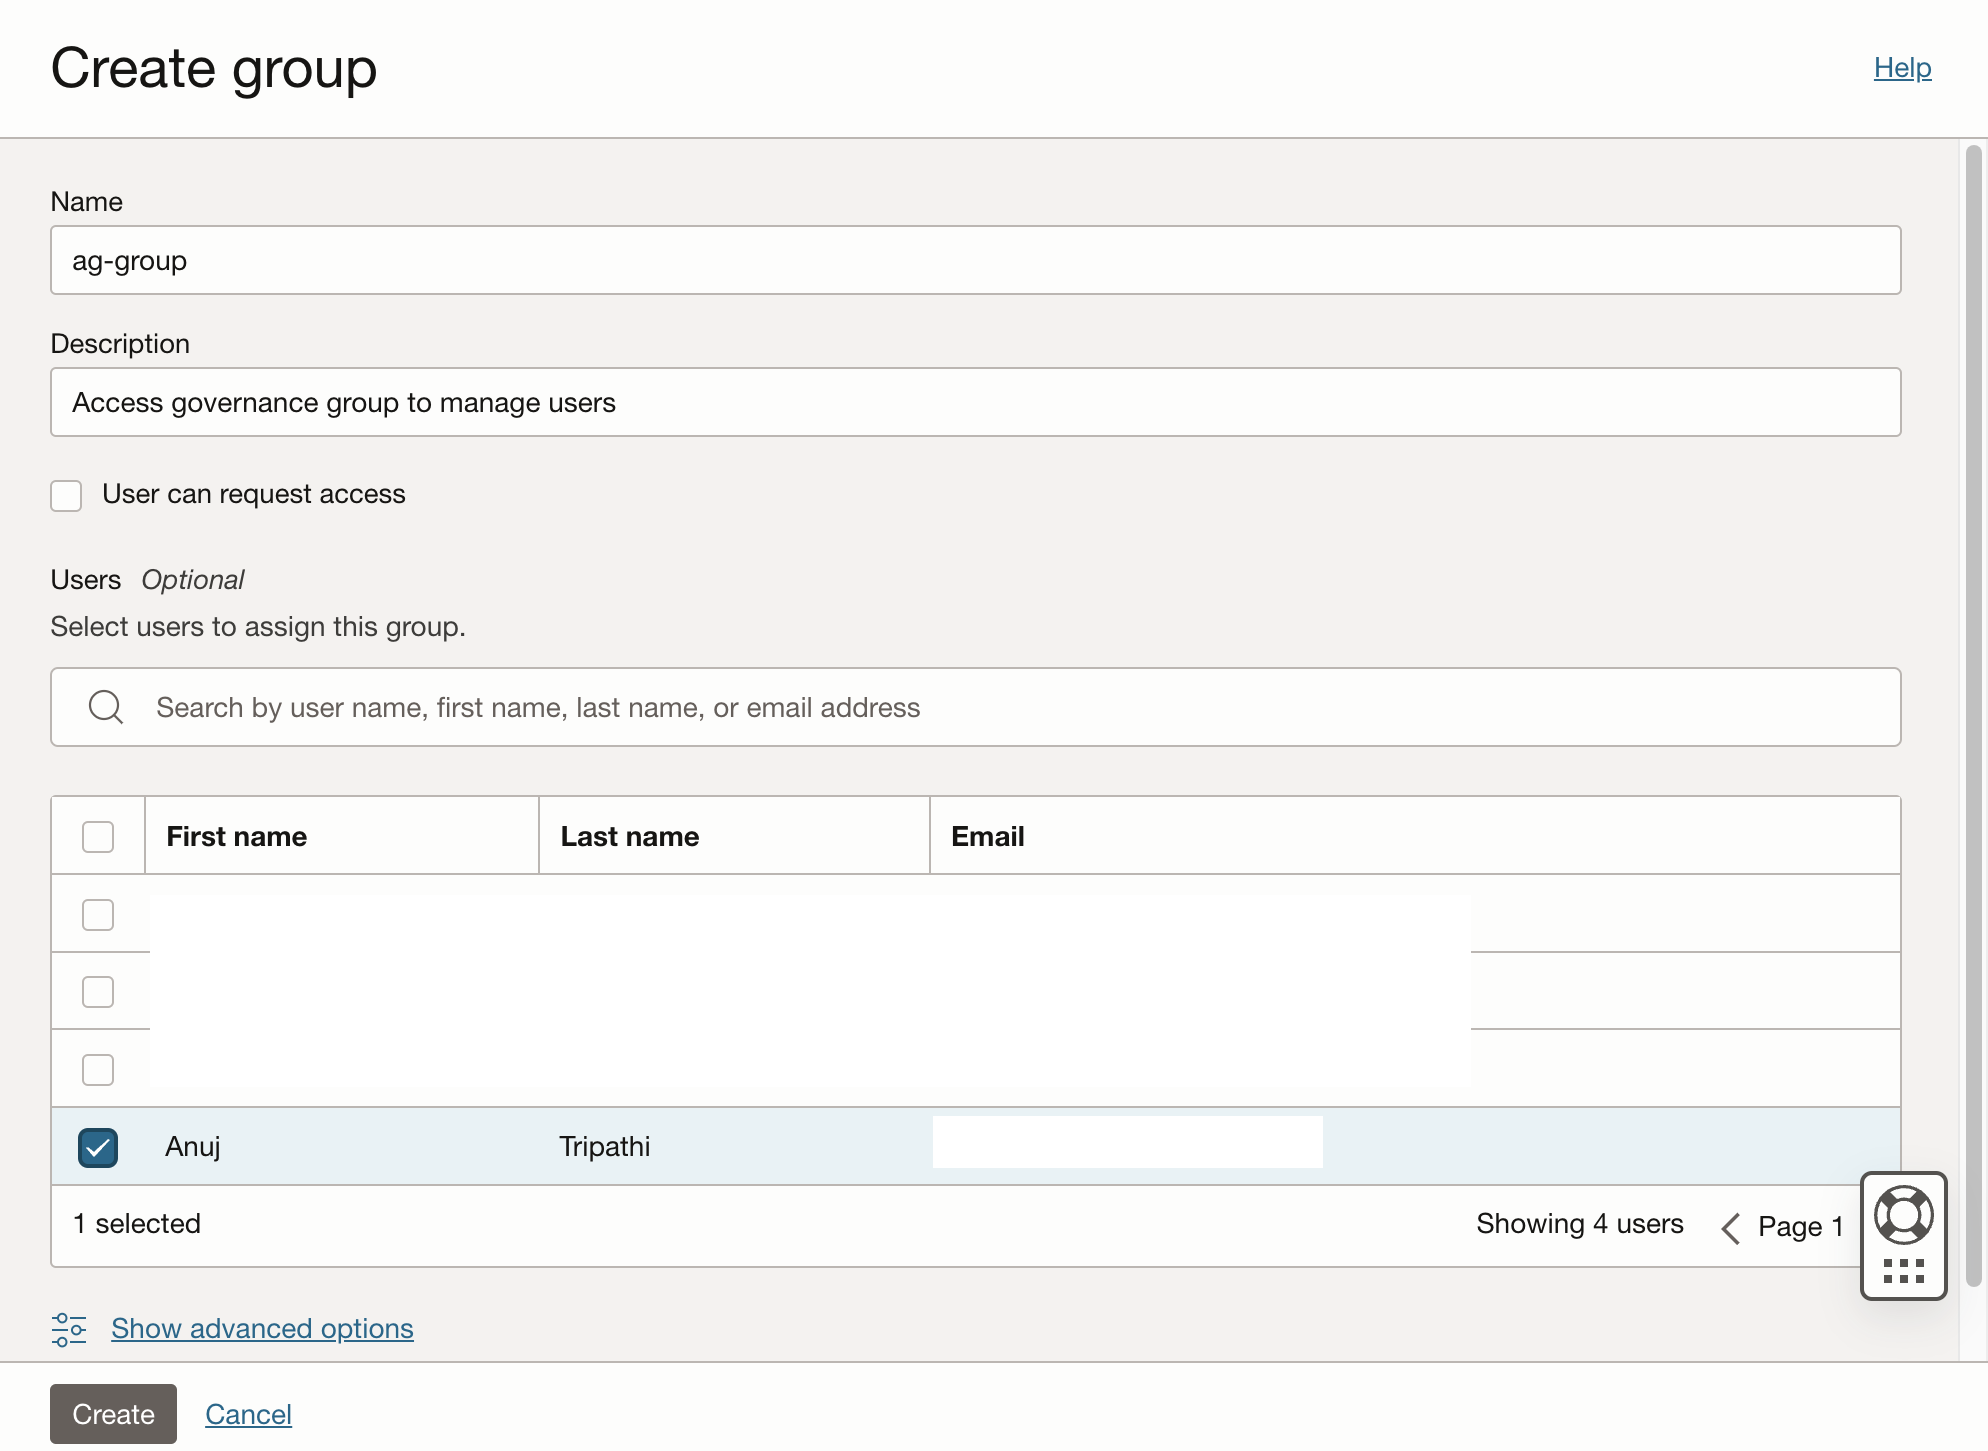 Create group
Help
Name
ag-group
Description
Access governance group to manage users
User can request access
Users Optional
Select users to assign this group.
Search by user name, first name, last name, or email address
First name Last name Email
Anuj Tripathi
1 selected Showing 4 users Page 1
Show advanced options
Create Cancel